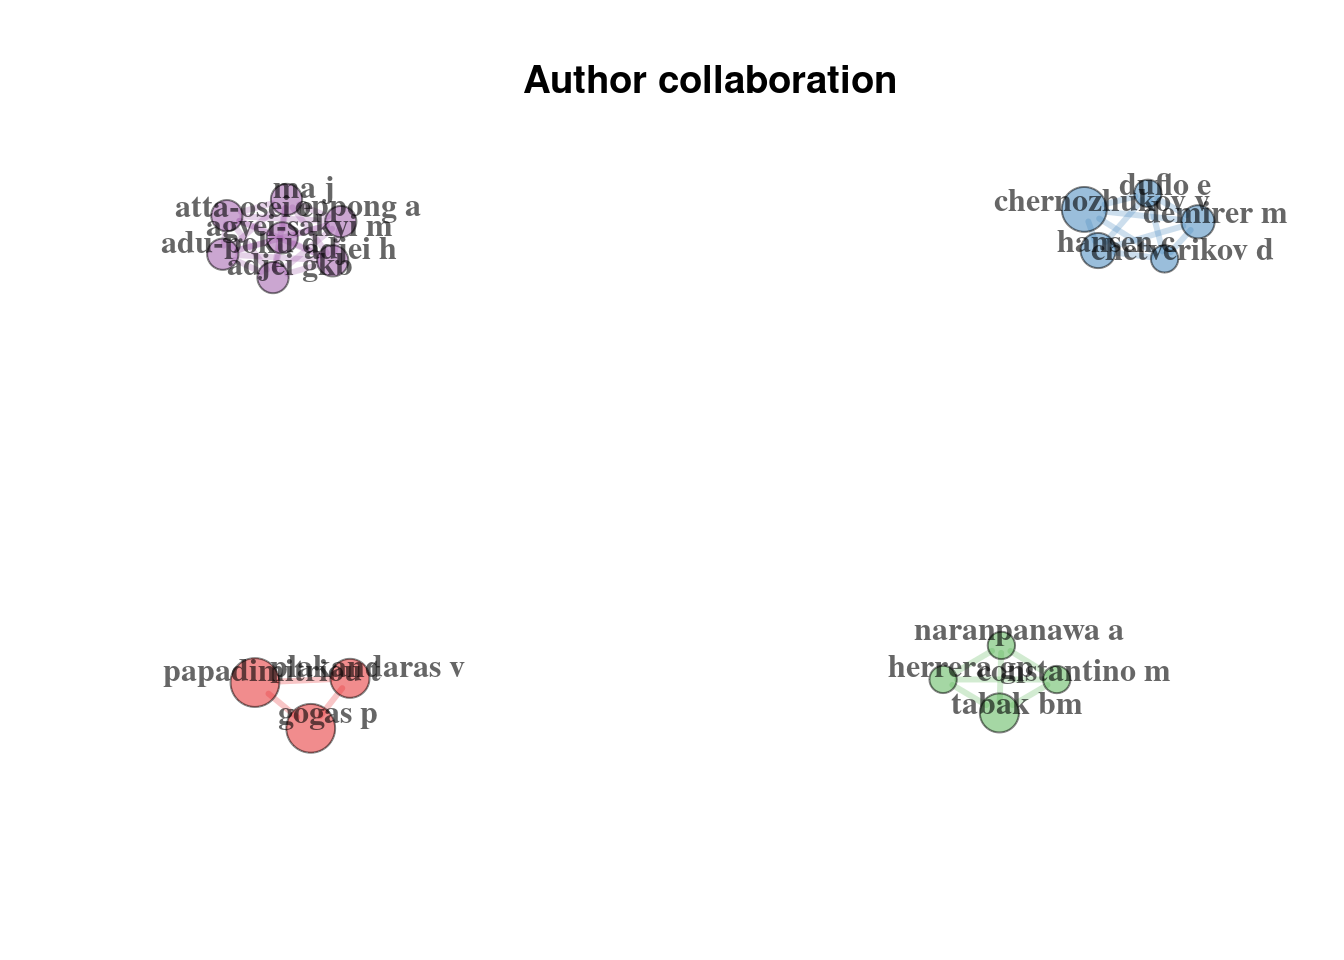 Author collaboration
ma j
atta-osei e
oppong a
agyei-sakyi m
adu-poku d
adjei h
adjei gkb
duflo e
chernozhukov v
demirer m
hansen c
chetverikov d
papadimitriou t
plakandaras v
gogas p
naranpanawa a
herrera gp
constantino m
tabak bm